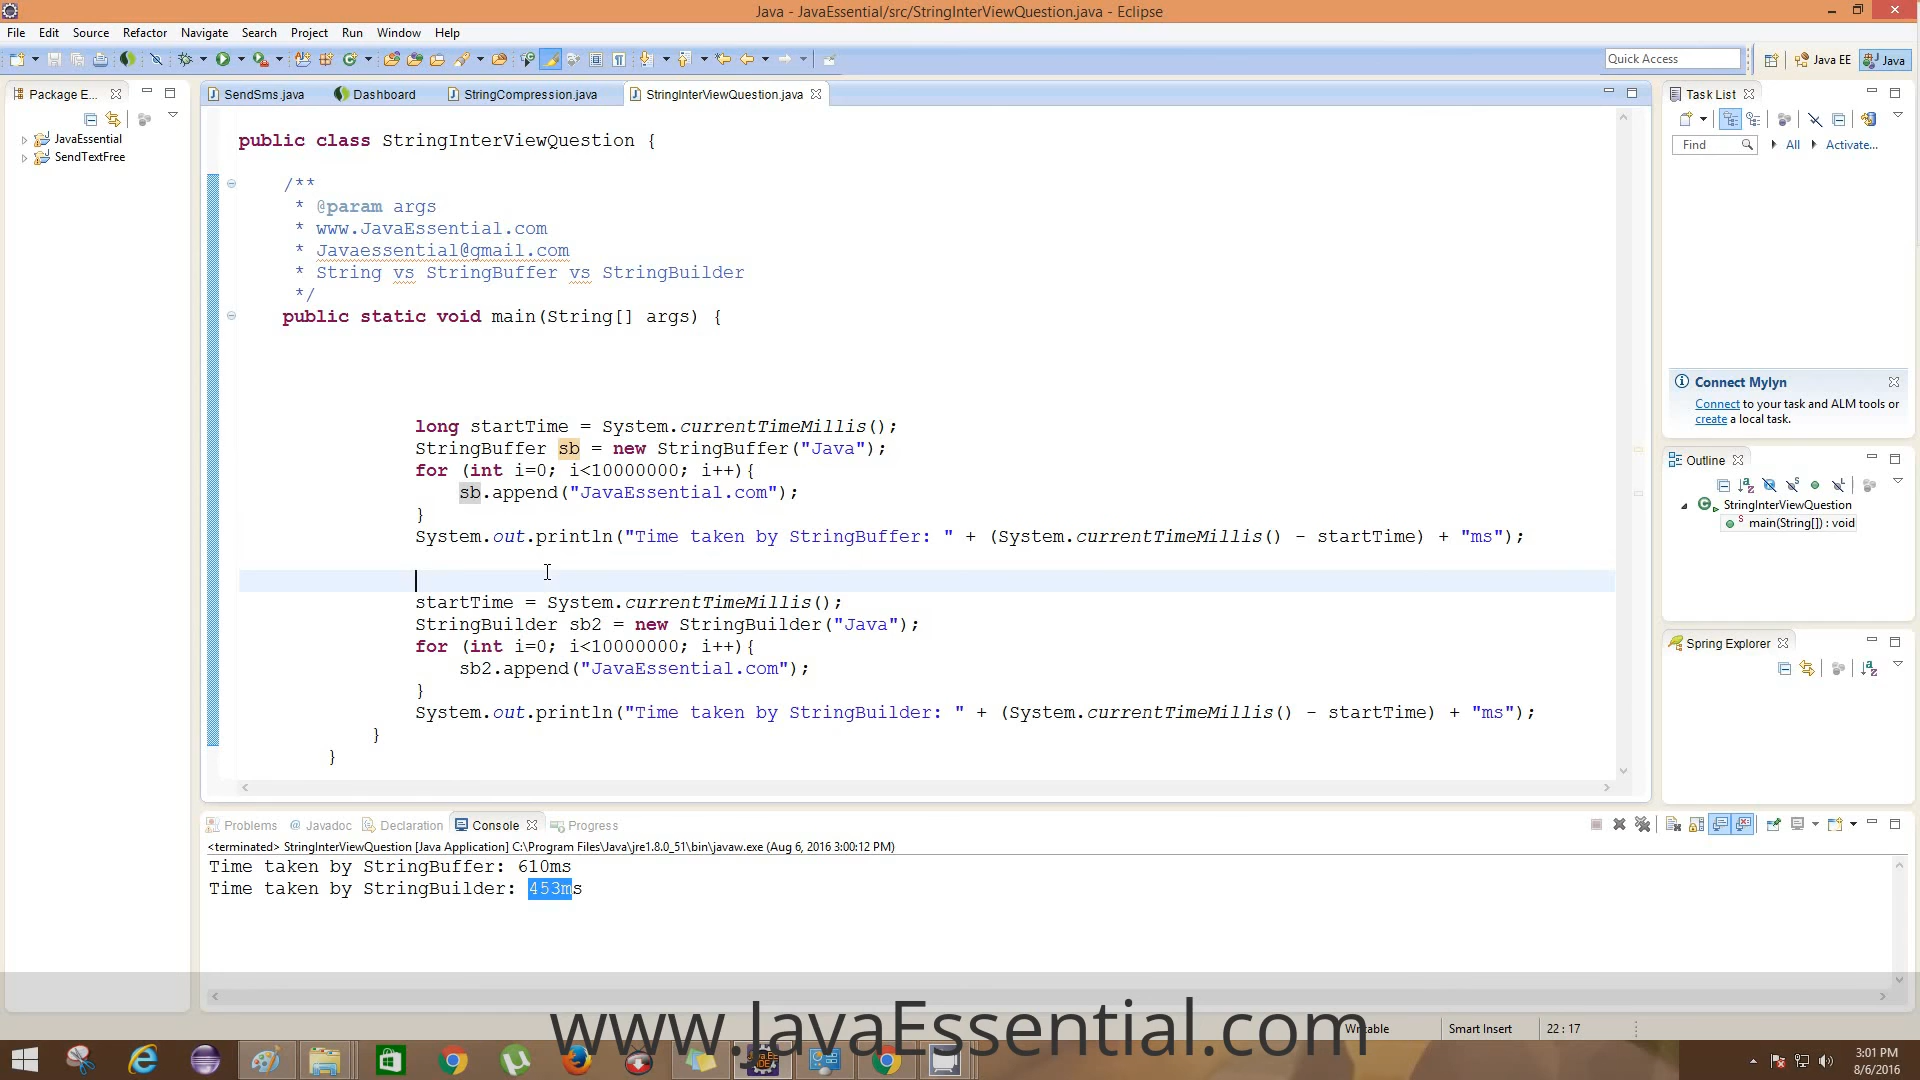 Java - JavaEssential/src/StringInterViewQuestion.java - Eclipse
File Edit Source Refactor Navigate Search Project Run Window Help
Quick Access
Java EE
Java
Package E...
SendSms.java
Dashboard
StringCompression.java
StringInterViewQuestion.java
Task List
JavaEssential
SendTextFree
Find
All
Activate...
public class StringInterViewQuestion {
/**
* @param args
* www.JavaEssential.com
* Javaessential@gmail.com
* String vs StringBuffer vs StringBuilder
*/
public static void main(String[] args) {
long startTime = System.currentTimeMillis();
StringBuffer sb = new StringBuffer("Java");
for (int i=0; i<10000000; i++){
sb.append("JavaEssential.com");
}
System.out.println("Time taken by StringBuffer: " + (System.currentTimeMillis() - startTime) + "ms");
startTime = System.currentTimeMillis();
StringBuilder sb2 = new StringBuilder("Java");
for (int i=0; i<10000000; i++){
sb2.append("JavaEssential.com");
}
System.out.println("Time taken by StringBuilder: " + (System.currentTimeMillis() - startTime) + "ms");
}
}
Connect Mylyn
Connect to your task and ALM tools or
create a local task.
Outline
StringInterViewQuestion
main(String[]) : void
Spring Explorer
Problems @ Javadoc Declaration Console Progress
<terminated> StringInterViewQuestion [Java Application] C:\Program Files\Java\jre1.8.0_51\bin\javaw.exe (Aug 6, 2016 3:00:12 PM)
Time taken by StringBuffer: 610ms
Time taken by StringBuilder: 453ms
www.JavaEssential.com
Smart Insert
22 : 17
3:01 PM
8/6/2016